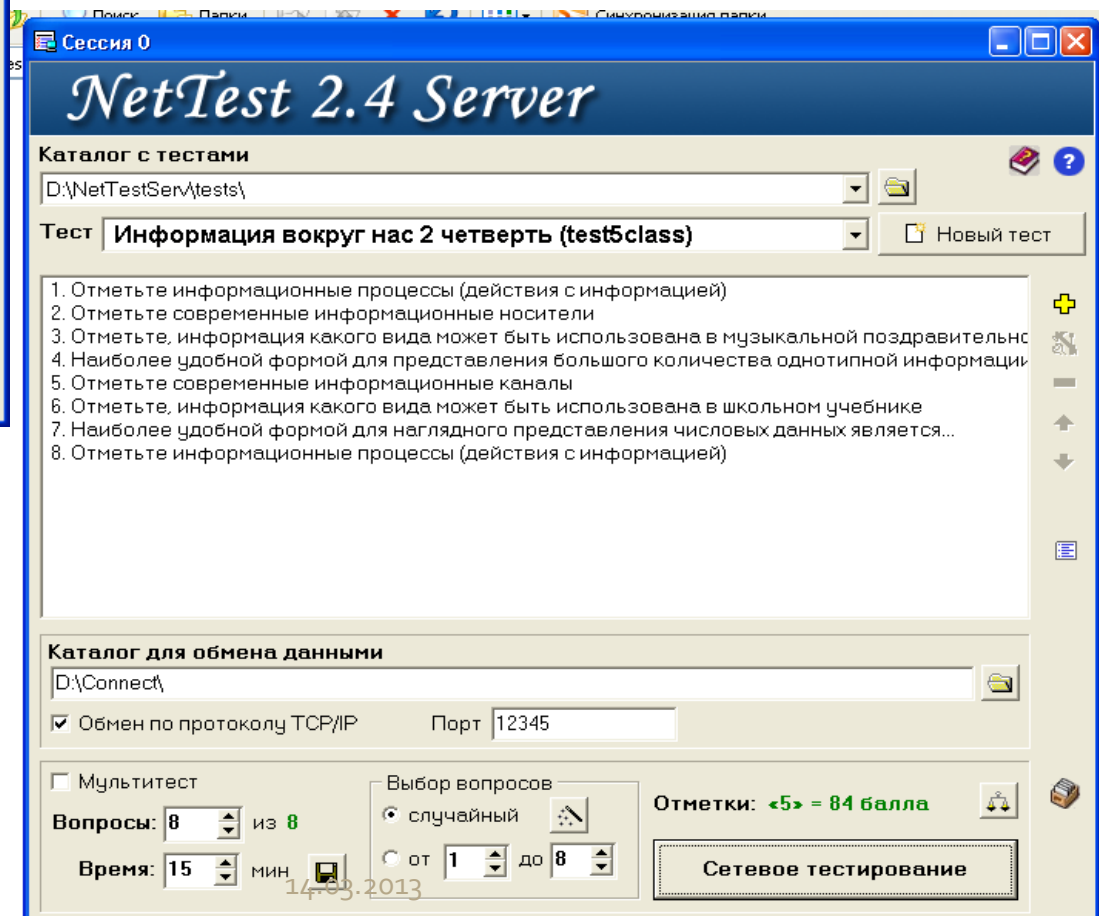 Поиск Папки Синхронизация папки
es
Сессия 0
NetTest 2.4 Server
Каталог с тестами
D:\NetTestServ\tests\
Тест Информация вокруг нас 2 четверть (test5class) Новый тест
1. Отметьте информационные процессы (действия с информацией)
2. Отметьте современные информационные носители
3. Отметьте, информация какого вида может быть использована в музыкальной поздравительно
4. Наиболее удобной формой для представления большого количества однотипной информации
5. Отметьте современные информационные каналы
6. Отметьте, информация какого вида может быть использована в школьном учебнике
7. Наиболее удобной формой для наглядного представления числовых данных является...
8. Отметьте информационные процессы (действия с информацией)
Каталог для обмена данными
D:\Connect\
Обмен по протоколу TCP/IP Порт 12345
Мультитест Выбор вопросов
Вопросы: 8 из 8 случайный Отметки: «5» = 84 балла
Время: 15 мин от 1 до 8 Сетевое тестирование
14.03.2013